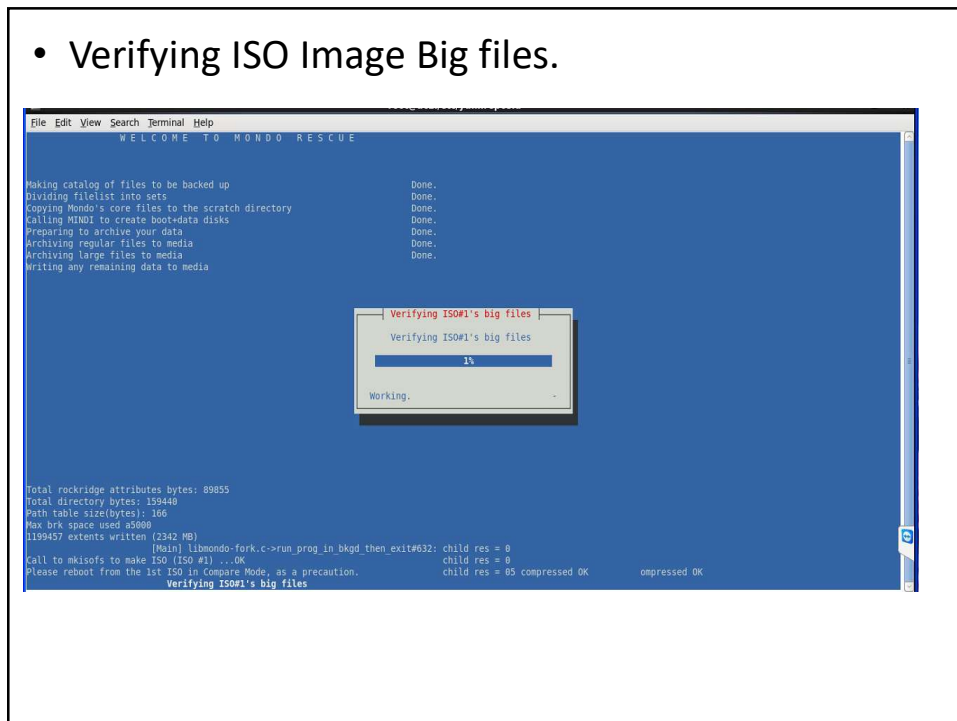 • Verifying ISO Image Big files.
File Edit View Search Terminal Help
WELCOME TO MONDO RESCUE
Making catalog of files to be backed up Done.
Dividing filelist into sets Done.
Copying Mondo's core files to the scratch directory Done.
Calling MINDI to create boot+data disks Done.
Preparing to archive your data Done.
Archiving regular files to media Done.
Archiving large files to media Done.
Writing any remaining data to media
Verifying ISO#1's big files
Verifying ISO#1's big files
1%
Working. -
Total rockridge attributes bytes: 89855
Total directory bytes: 159440
Path table size(bytes): 166
Max brk space used a5000
1199457 extents written (2342 MB)
[Main] libmondo-fork.c->run_prog_in_bkgd_then_exit#632: child res = 0
Call to mkisofs to make ISO (ISO #1) ...OK child res = 0
Please reboot from the 1st ISO in Compare Mode, as a precaution. child res = 05 compressed OK ompressed OK
Verifying ISO#1's big files